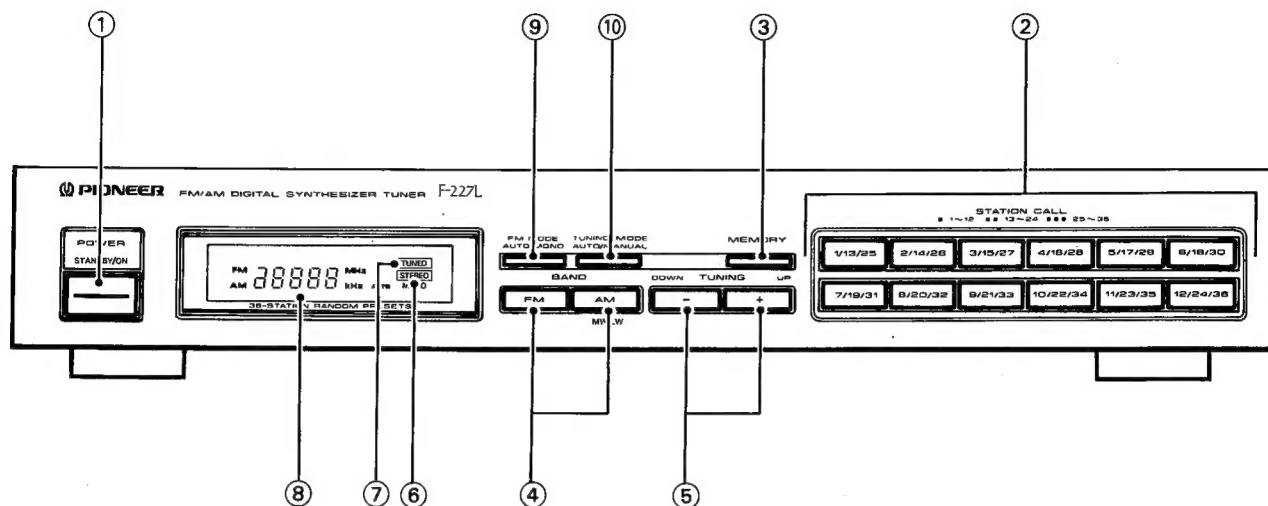 ① ⑨ ⑩ ③ ②
PIONEER FM/AM DIGITAL SYNTHESIZER TUNER F-227L
POWER
STANDBY/ON
FM MHz
AM kHz
TUNED
STEREO
36-STATION RANDOM PRESETS
FM MODE
AUTO/MONO
TUNING MODE
AUTO/MANUAL
MEMORY
BAND
FM AM
MW/LW
DOWN TUNING UP
− +
STATION CALL
■ 1~12 ■■ 13~24 ■■■ 25~36
1/13/25 2/14/26 3/15/27 4/16/28 5/17/29 6/18/30
7/19/31 8/20/32 9/21/33 10/22/34 11/23/35 12/24/36
⑧ ⑦ ⑥ ④ ⑤